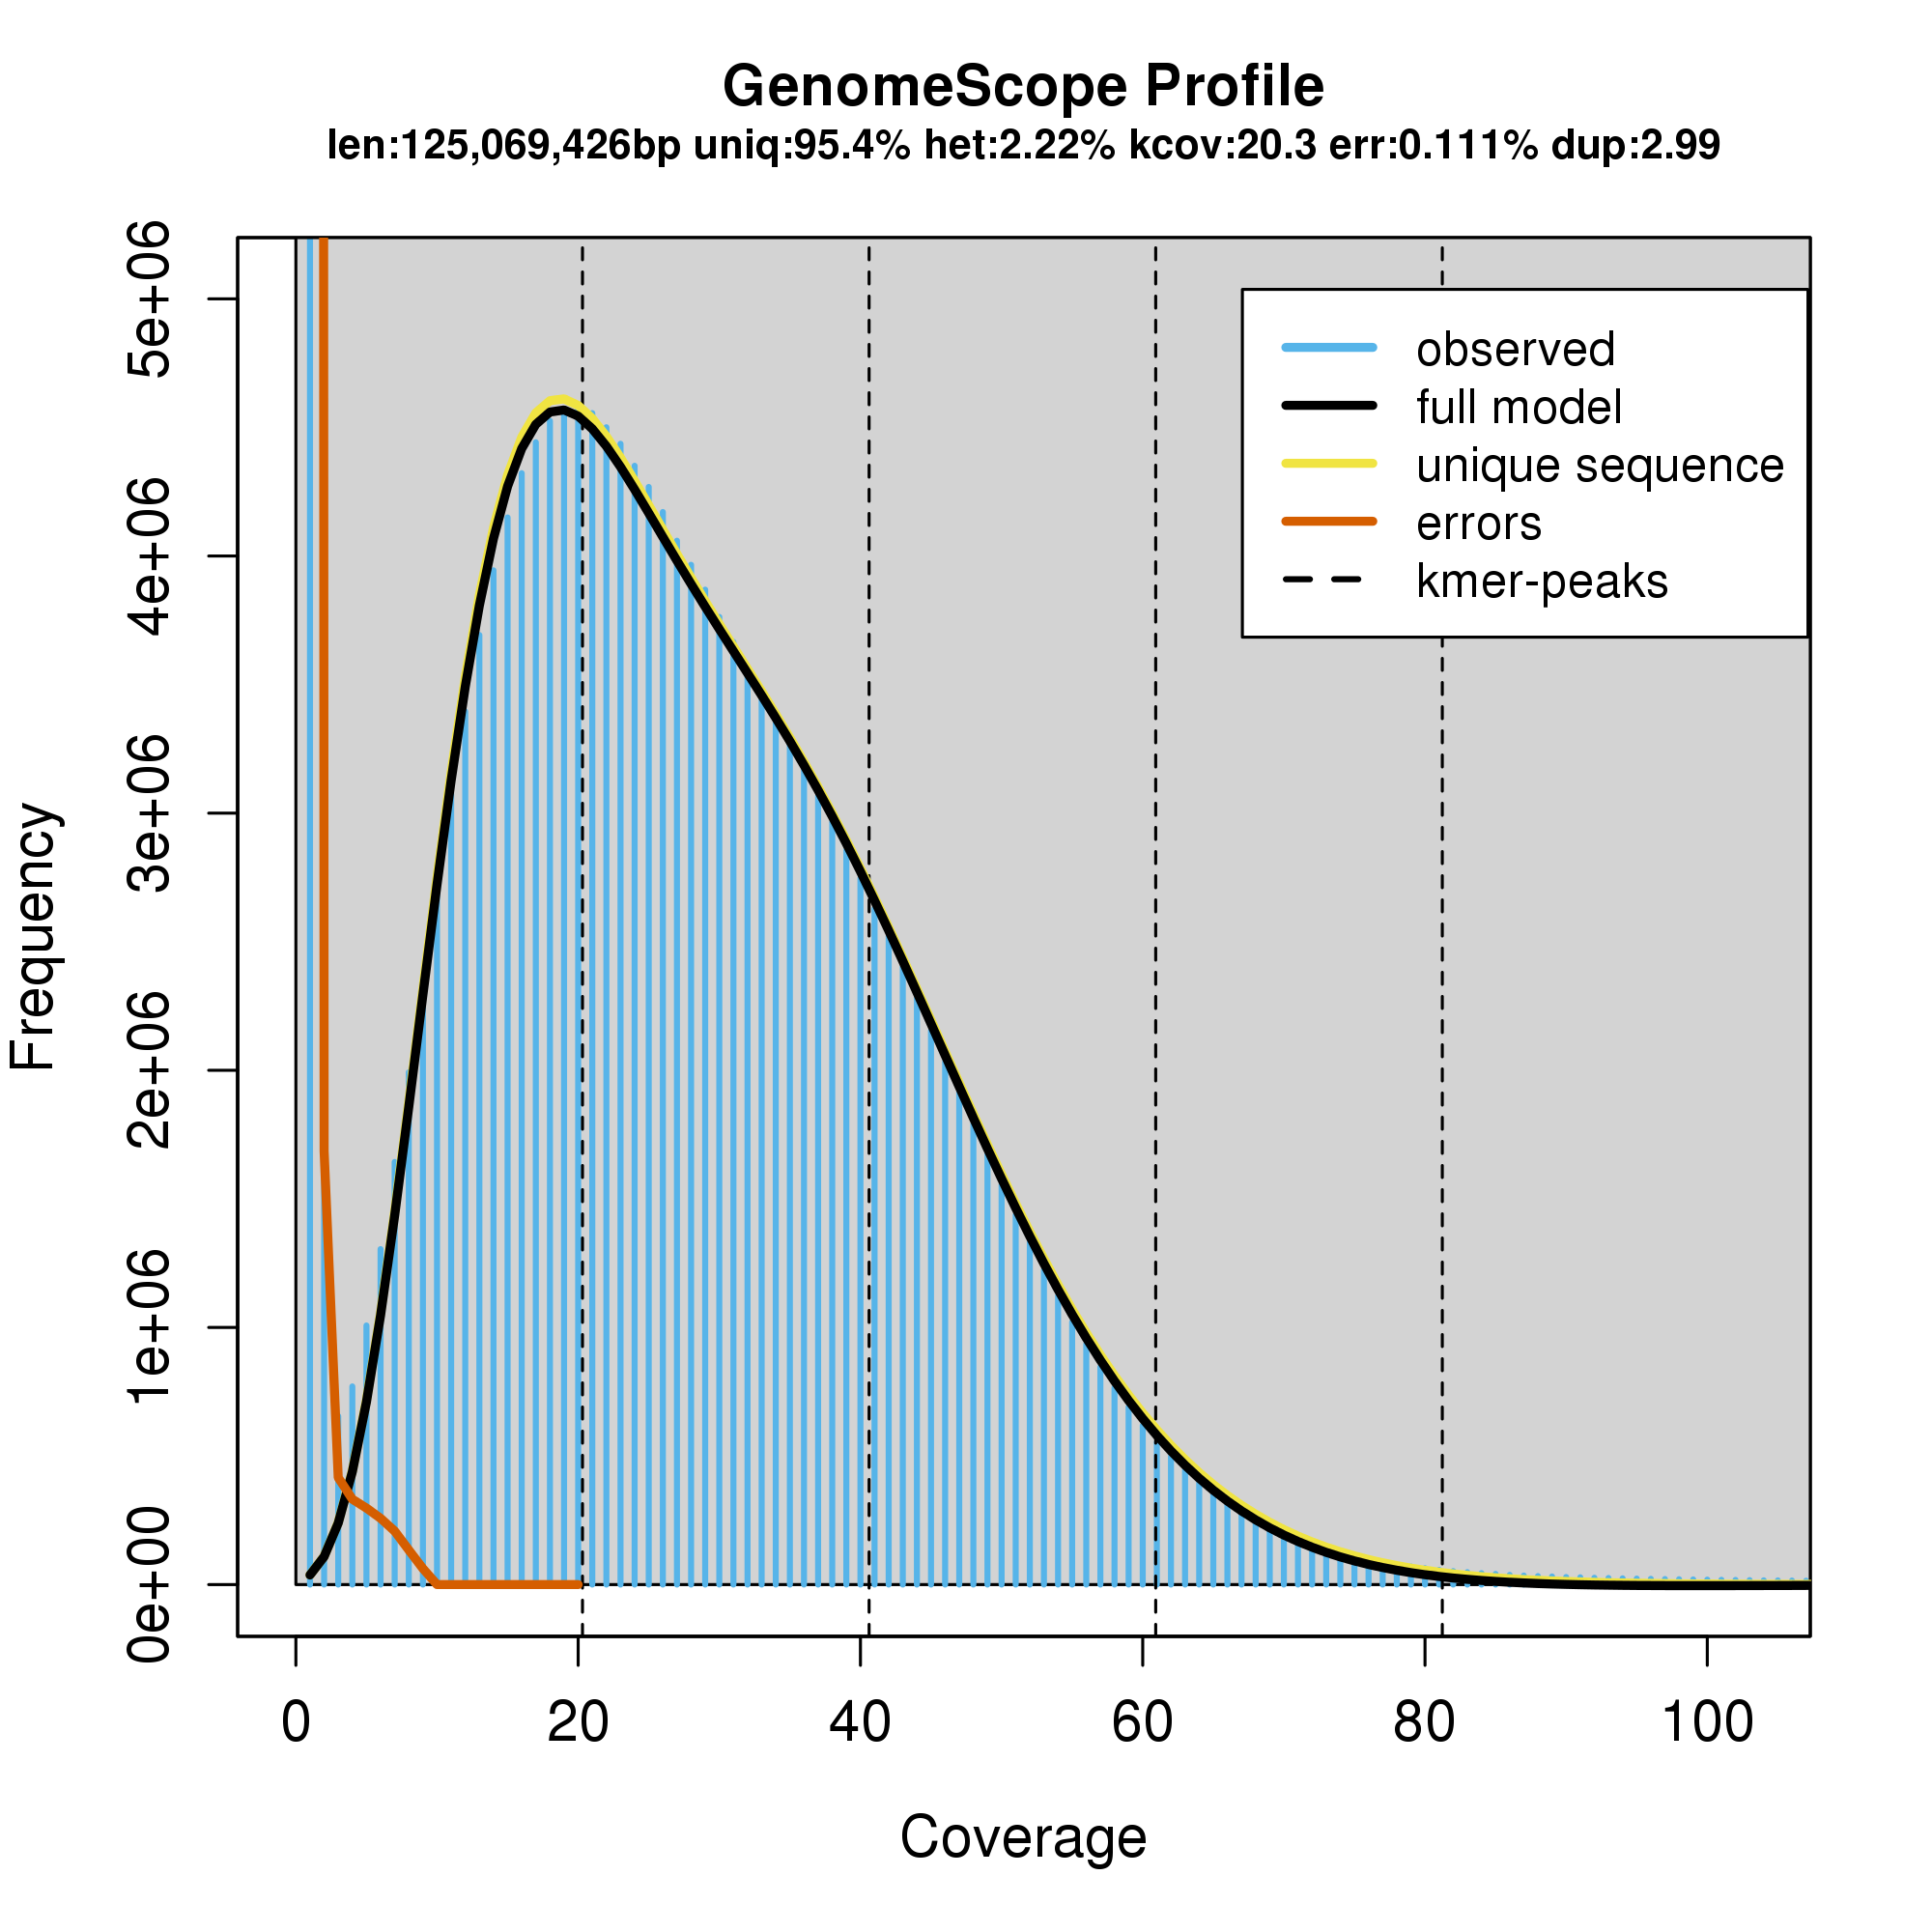 GenomeScope Profile
len:125,069,426bp uniq:95.4% het:2.22% kcov:20.3 err:0.111% dup:2.99
observed
full model
unique sequence
errors
kmer-peaks
Frequency
5e+06
4e+06
3e+06
2e+06
1e+06
0e+00
0 20 40 60 80 100
Coverage